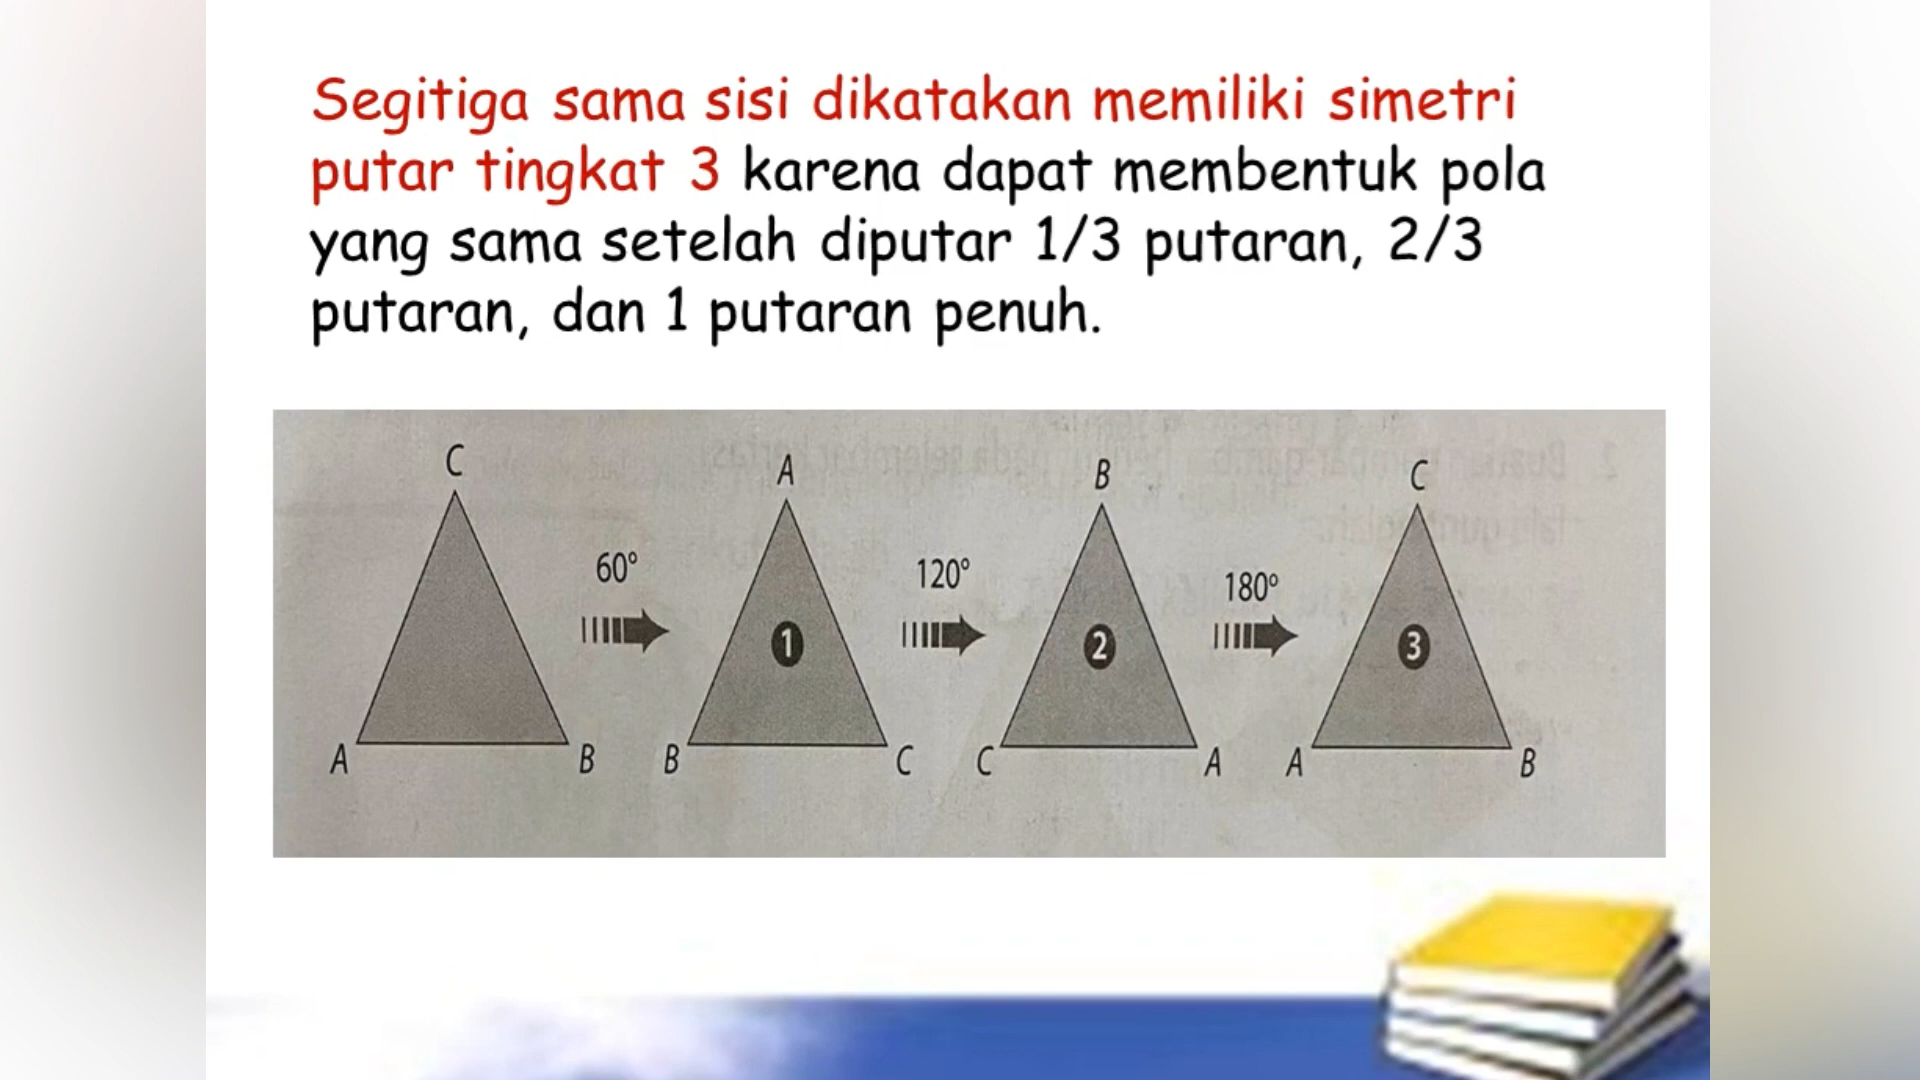 Segitiga sama sisi dikatakan memiliki simetri
putar tingkat 3 karena dapat membentuk pola
yang sama setelah diputar 1/3 putaran, 2/3
putaran, dan 1 putaran penuh.
C A B C
60° 120° 180°
1 2 3
A B B C C A A B